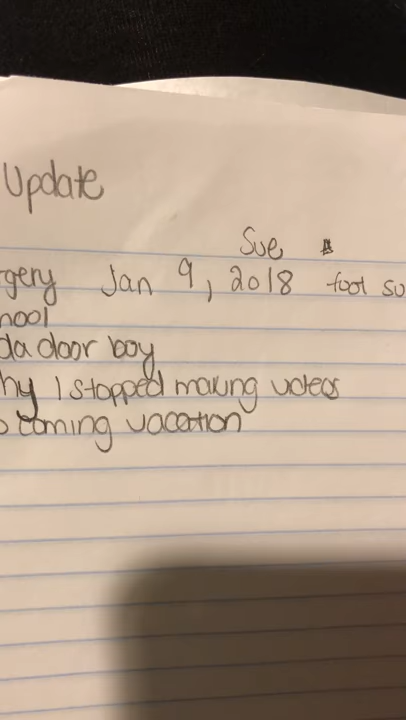 Update
Sue
gery Jan 9, 2018 foot su
hool
da door boy
hy I stopped making videos
coming vacation